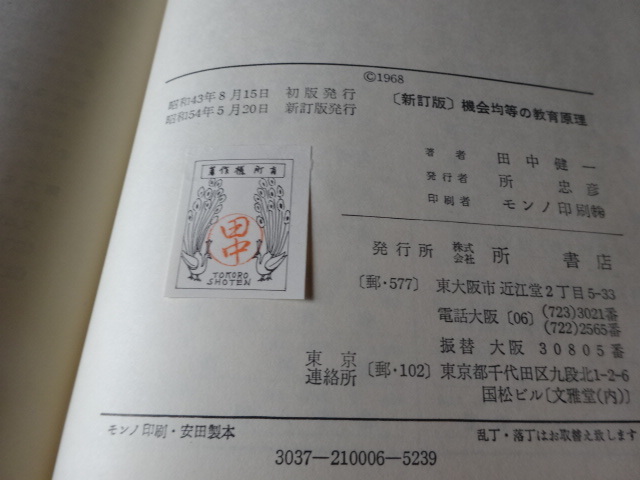 ©1968
昭和43年8月15日 初版発行
昭和54年5月20日 新訂版発行
〔新訂版〕機会均等の教育原理
著者 田中健一
発行者 所忠彦
印刷者 モンノ印刷㈱
著作権所有
田中
TOKORO
SHOTEN
発行所 株式会社 所書店
〔郵・577〕東大阪市近江堂2丁目5-33
電話大阪〔06〕(723)3021番
(722)2565番
振替 大阪 30805番
東京連絡所 〔郵・102〕東京都千代田区九段北1-2-6
国松ビル〔文雅堂(内)〕
モンノ印刷・安田製本
乱丁・落丁はお取替え致します
3037-210006-5239